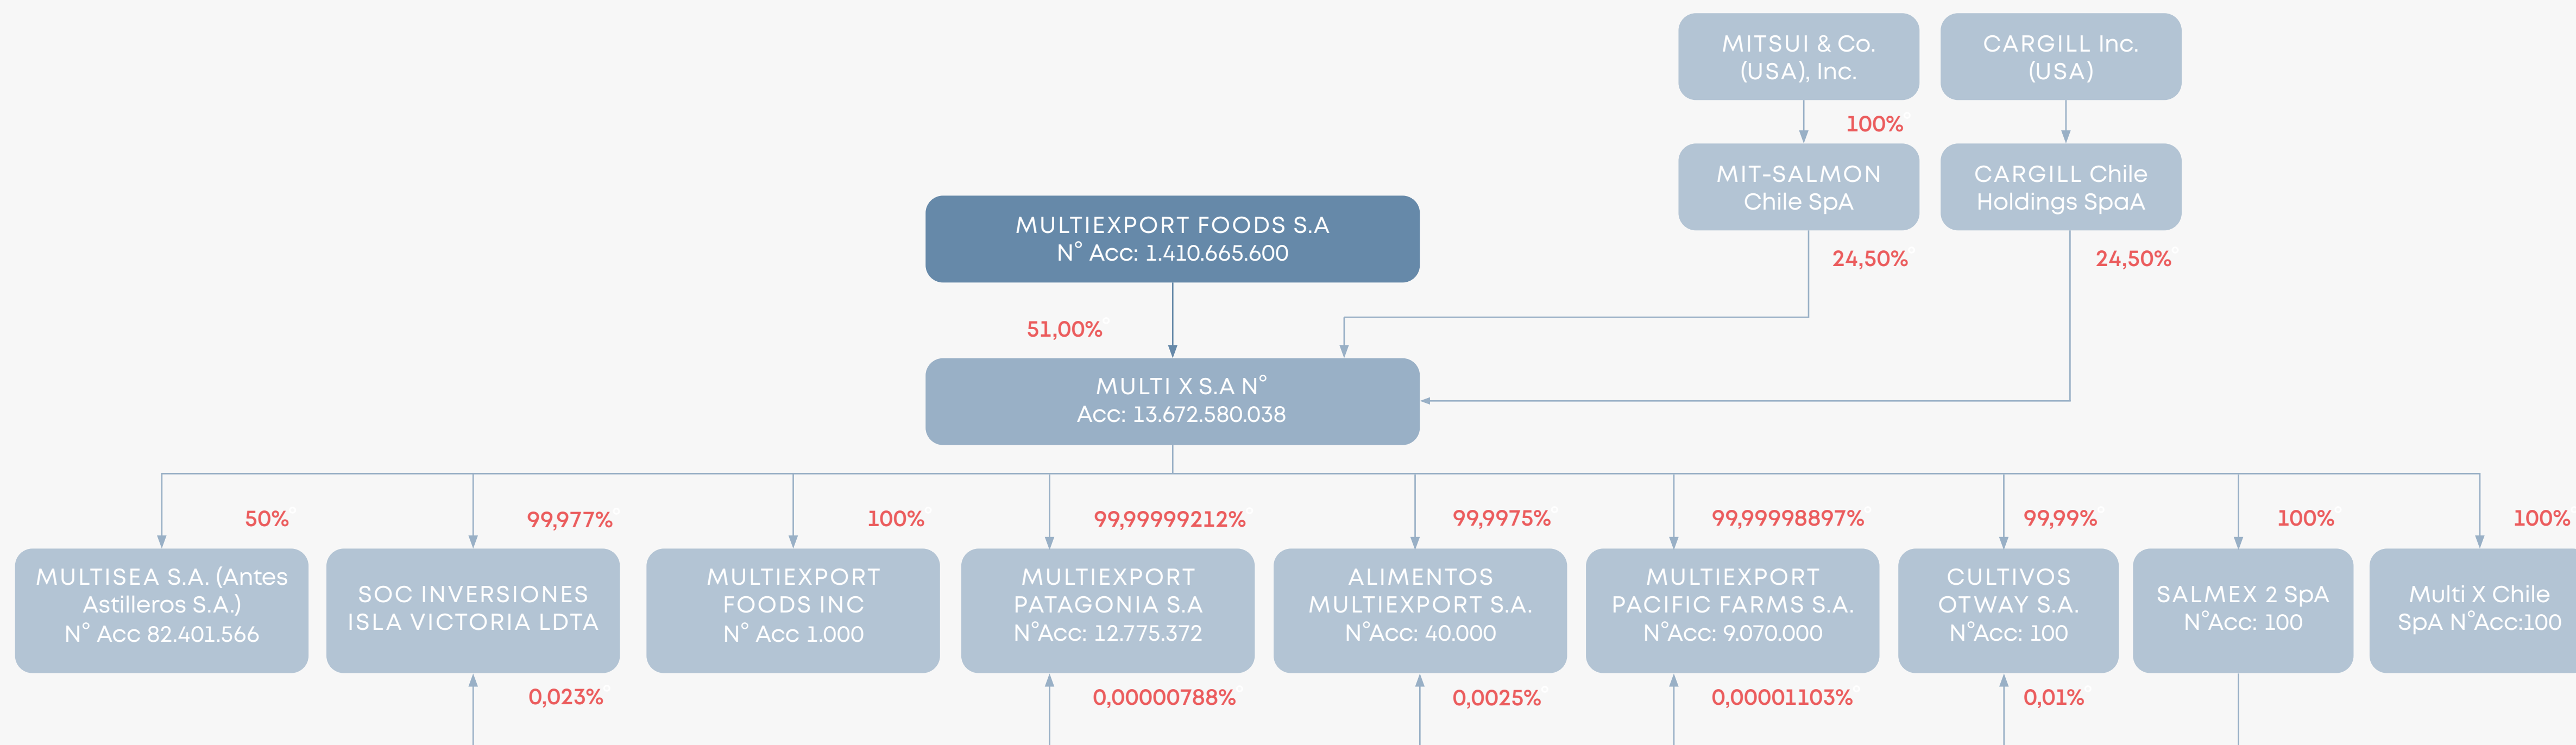 MITSUI & Co.
(USA), Inc.
CARGILL Inc.
(USA)
100%
MIT-SALMON
Chile SpA
CARGILL Chile
Holdings SpaA
MULTIEXPORT FOODS S.A
N° Acc: 1.410.665.600
24,50%
24,50%
51,00%
MULTI X S.A N°
Acc: 13.672.580.038
50%
99,977%
100%
99,99999212%
99,9975%
99,99998897%
99,99%
100%
100%
MULTISEA S.A. (Antes
Astilleros S.A.)
N° Acc 82.401.566
SOC INVERSIONES
ISLA VICTORIA LDTA
MULTIEXPORT
FOODS INC
N° Acc 1.000
MULTIEXPORT
PATAGONIA S.A
N°Acc: 12.775.372
ALIMENTOS
MULTIEXPORT S.A.
N°Acc: 40.000
MULTIEXPORT
PACIFIC FARMS S.A.
N°Acc: 9.070.000
CULTIVOS
OTWAY S.A.
N°Acc: 100
SALMEX 2 SpA
N°Acc: 100
Multi X Chile
SpA N°Acc:100
0,023%
0,00000788%
0,0025%
0,00001103%
0,01%